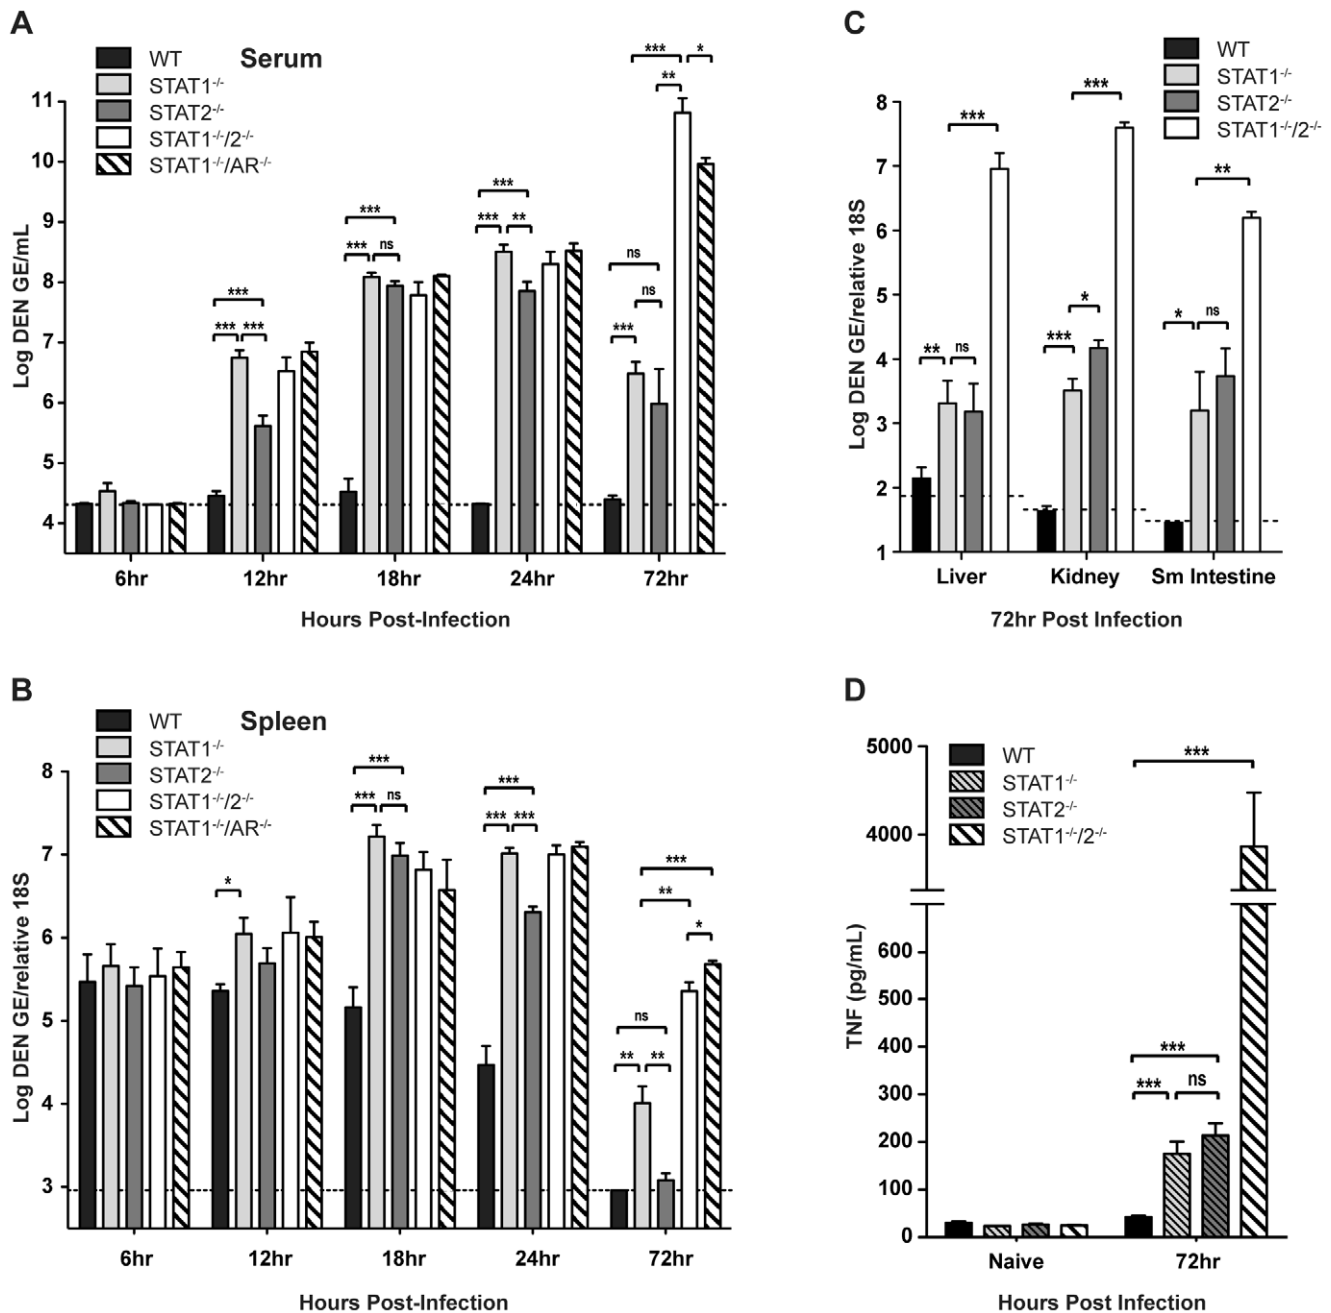 A
WT
Serum
STAT1-/-
STAT2-/-
STAT1-/-/2-/-
STAT1-/-/AR-/-
*** *
**
11
10
9
8
7
6
5
4
Log DEN GE/mL
***
*** ***
***
*** ns
***
*** **
ns
ns
***
6hr 12hr 18hr 24hr 72hr
Hours Post-Infection
C
WT
STAT1-/-
STAT2-/-
STAT1-/-/2-/-
8
7
6
5
4
3
2
1
Log DEN GE/relative 18S
***
** ns
***
*
***
**
* ns
Liver Kidney Sm Intestine
72hr Post Infection
B
WT
Spleen
STAT1-/-
STAT2-/-
STAT1-/-/2-/-
STAT1-/-/AR-/-
8
7
6
5
4
3
Log DEN GE/relative 18S
*
***
*** ns
***
*** ***
***
**
*
ns
** **
6hr 12hr 18hr 24hr 72hr
Hours Post-Infection
D
WT
STAT1-/-
STAT2-/-
STAT1-/-/2-/-
5000
4000
600
500
400
300
200
100
0
TNF (pg/mL)
***
***
*** ns
Naive 72hr
Hours Post Infection